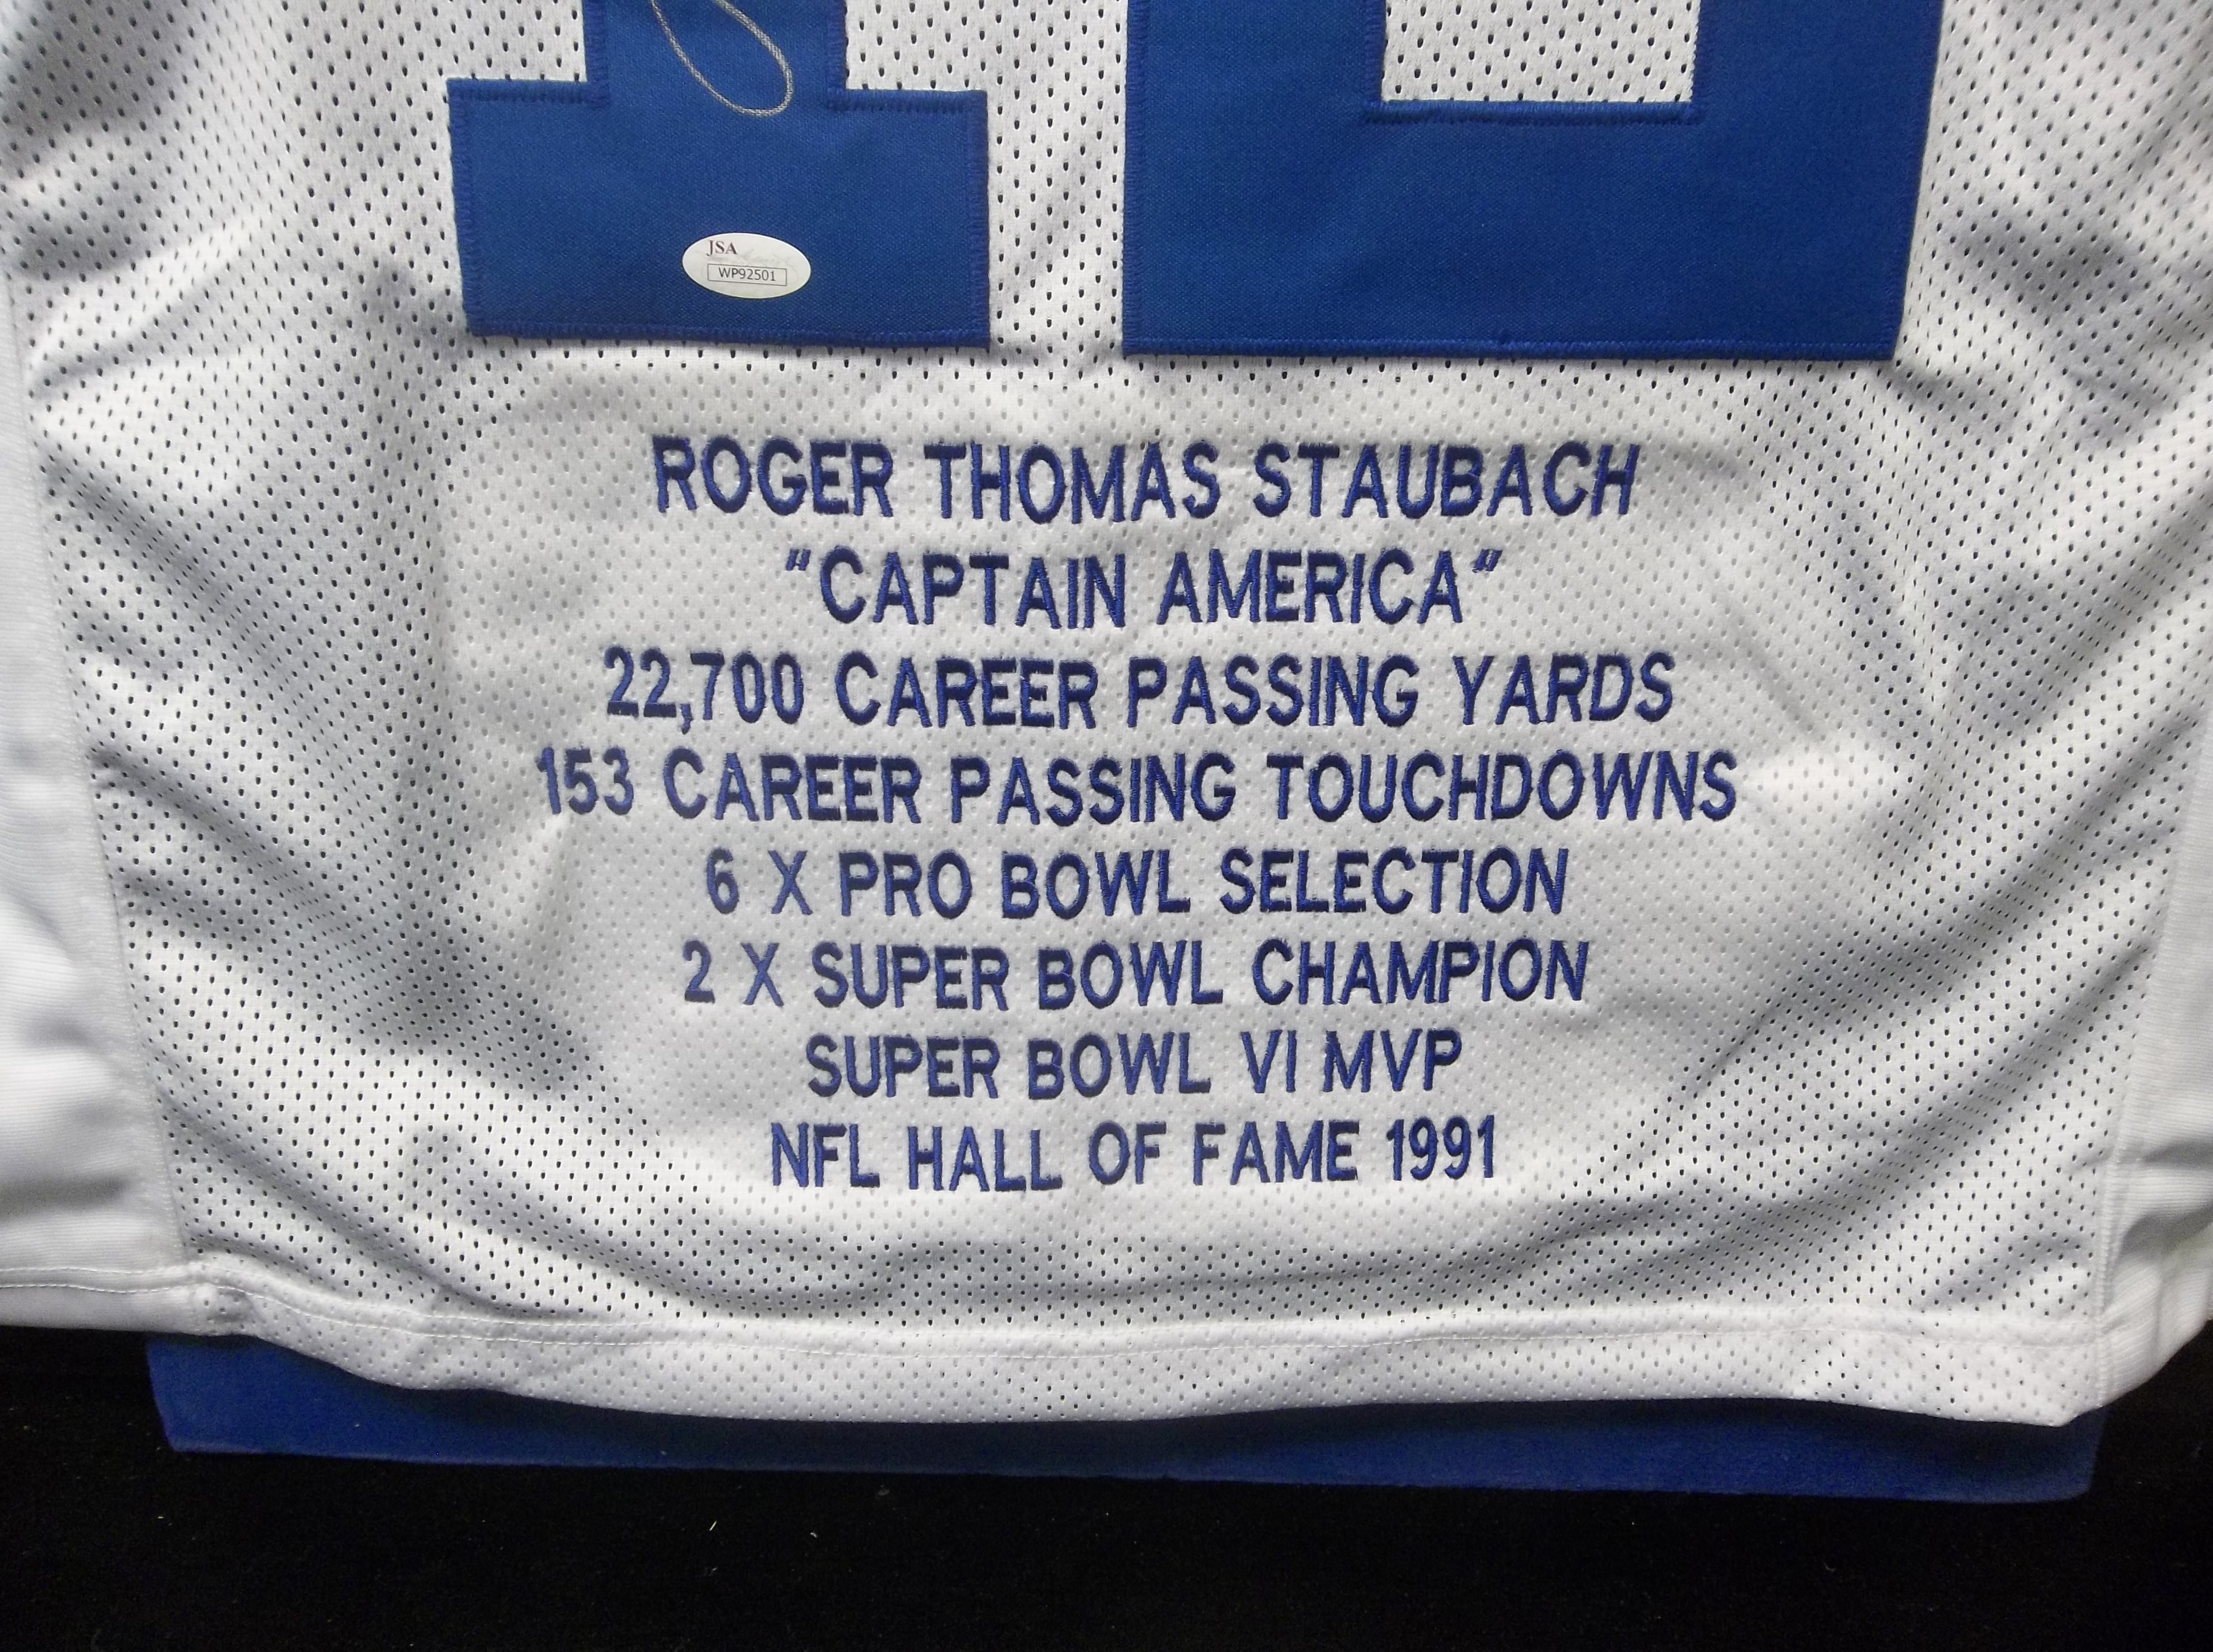 JSA
WP92501
ROGER THOMAS STAUBACH
"CAPTAIN AMERICA"
22,700 CAREER PASSING YARDS
153 CAREER PASSING TOUCHDOWNS
6 X PRO BOWL SELECTION
2 X SUPER BOWL CHAMPION
SUPER BOWL VI MVP
NFL HALL OF FAME 1991